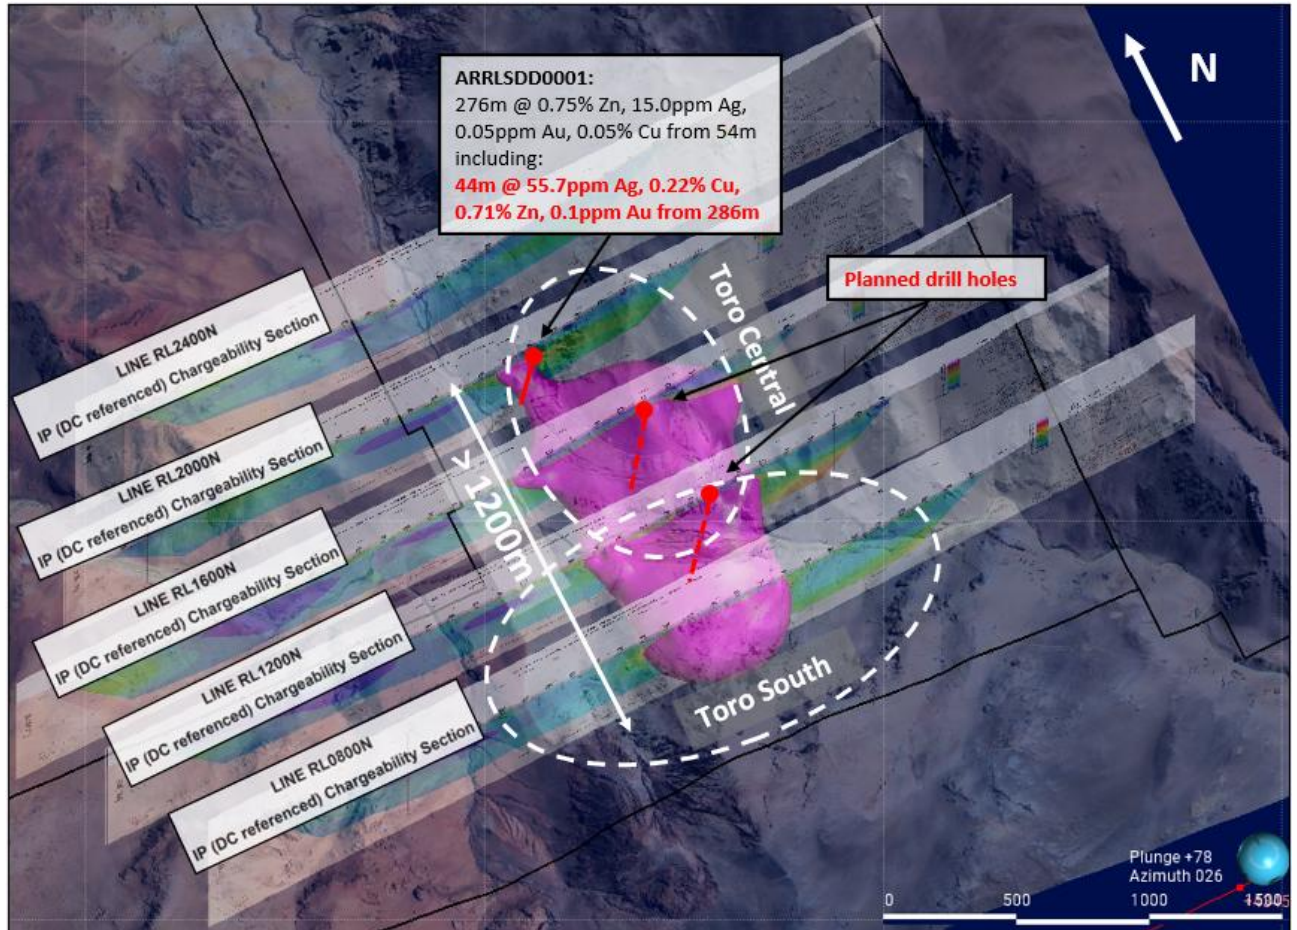 ARRLSDD0001:
276m @ 0.75% Zn, 15.0ppm Ag,
0.05ppm Au, 0.05% Cu from 54m
including:
44m @ 55.7ppm Ag, 0.22% Cu,
0.71% Zn, 0.1ppm Au from 286m
N
Planned drill holes
Toro Central
LINE RL2400N
IP (DC referenced) Chargeability Section
LINE RL2000N
IP (DC referenced) Chargeability Section
LINE RL1600N
IP (DC referenced) Chargeability Section
LINE RL1200N
IP (DC referenced) Chargeability Section
LINE RL0800N
IP (DC referenced) Chargeability Section
> 1200m
Toro South
Plunge +78
Azimuth 026
0 500 1000 1500